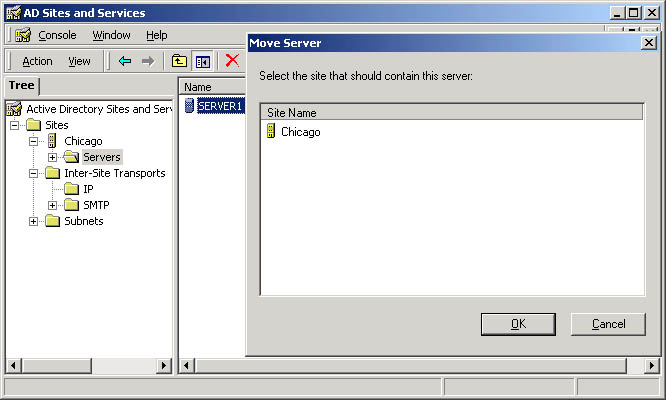 AD Sites and Services
Console Window Help
Action View
Tree
Active Directory Sites and Serv
Sites
Chicago
Servers
Inter-Site Transports
IP
SMTP
Subnets
Name
SERVER1
Move Server
Select the site that should contain this server:
Site Name
Chicago
OK Cancel